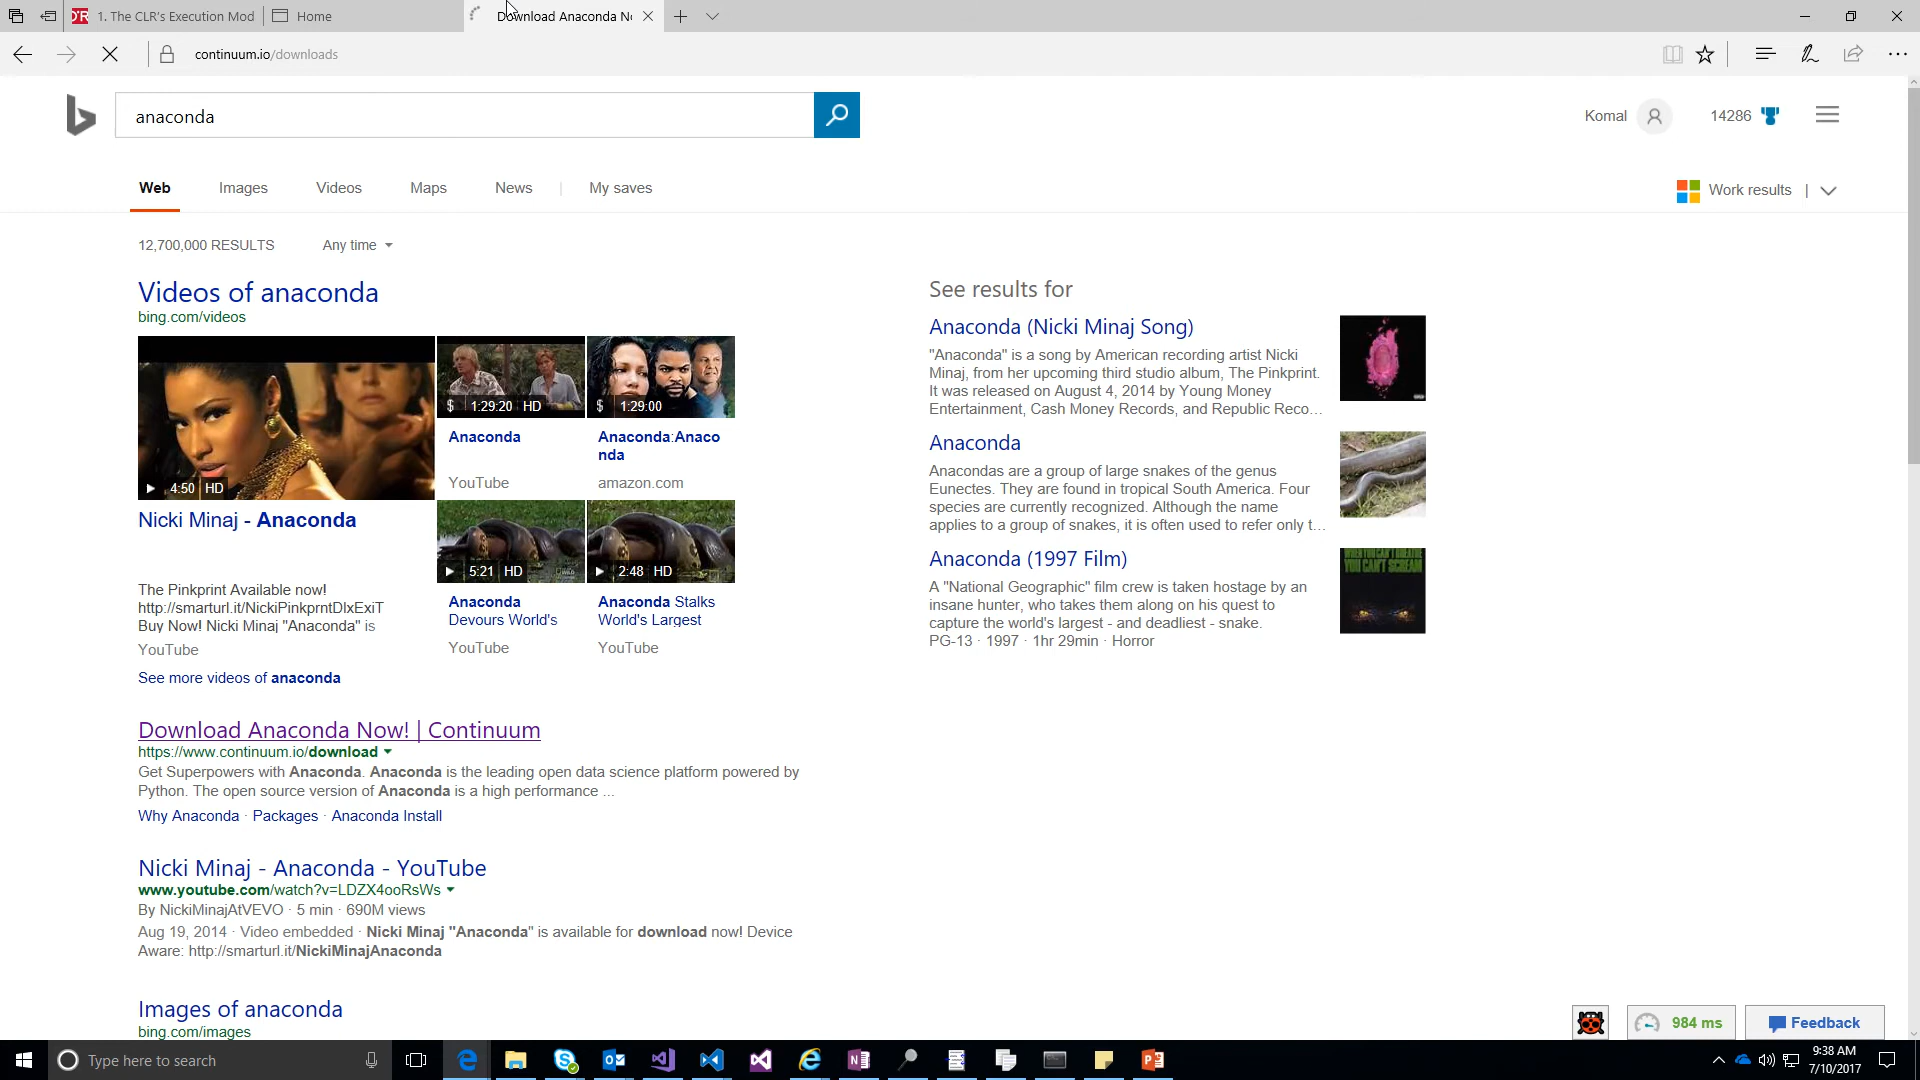 1. The CLR's Execution Mod
Home
Download Anaconda No
continuum.io/downloads
anaconda
Komal
14286
Web
Images
Videos
Maps
News
My saves
Work results
12,700,000 RESULTS
Any time
Videos of anaconda
bing.com/videos
4:50 HD
Nicki Minaj - Anaconda
The Pinkprint Available now!
http://smarturl.it/NickiPinkprntDlxExiT
Buy Now! Nicki Minaj "Anaconda" is
YouTube
$ 1:29:20 HD
Anaconda
YouTube
$ 1:29:00
Anaconda:Anaco
nda
amazon.com
5:21 HD
Anaconda
Devours World's
YouTube
2:48 HD
Anaconda Stalks
World's Largest
YouTube
See more videos of anaconda
Download Anaconda Now! | Continuum
https://www.continuum.io/download
Get Superpowers with Anaconda. Anaconda is the leading open data science platform powered by
Python. The open source version of Anaconda is a high performance ...
Why Anaconda · Packages · Anaconda Install
Nicki Minaj - Anaconda - YouTube
www.youtube.com/watch?v=LDZX4ooRsWs
By NickiMinajAtVEVO · 5 min · 690M views
Aug 19, 2014 · Video embedded · Nicki Minaj "Anaconda" is available for download now! Device
Aware: http://smarturl.it/NickiMinajAnaconda
Images of anaconda
bing.com/images
See results for
Anaconda (Nicki Minaj Song)
"Anaconda" is a song by American recording artist Nicki
Minaj, from her upcoming third studio album, The Pinkprint.
It was released on August 4, 2014 by Young Money
Entertainment, Cash Money Records, and Republic Reco...
Anaconda
Anacondas are a group of large snakes of the genus
Eunectes. They are found in tropical South America. Four
species are currently recognized. Although the name
applies to a group of snakes, it is often used to refer only t...
Anaconda (1997 Film)
A "National Geographic" film crew is taken hostage by an
insane hunter, who takes them along on his quest to
capture the world's largest - and deadliest - snake.
PG-13 · 1997 · 1hr 29min · Horror
WHEN YOU CAN'T BREATHE
YOU CAN'T SCREAM
984 ms
Feedback
Type here to search
9:38 AM
7/10/2017